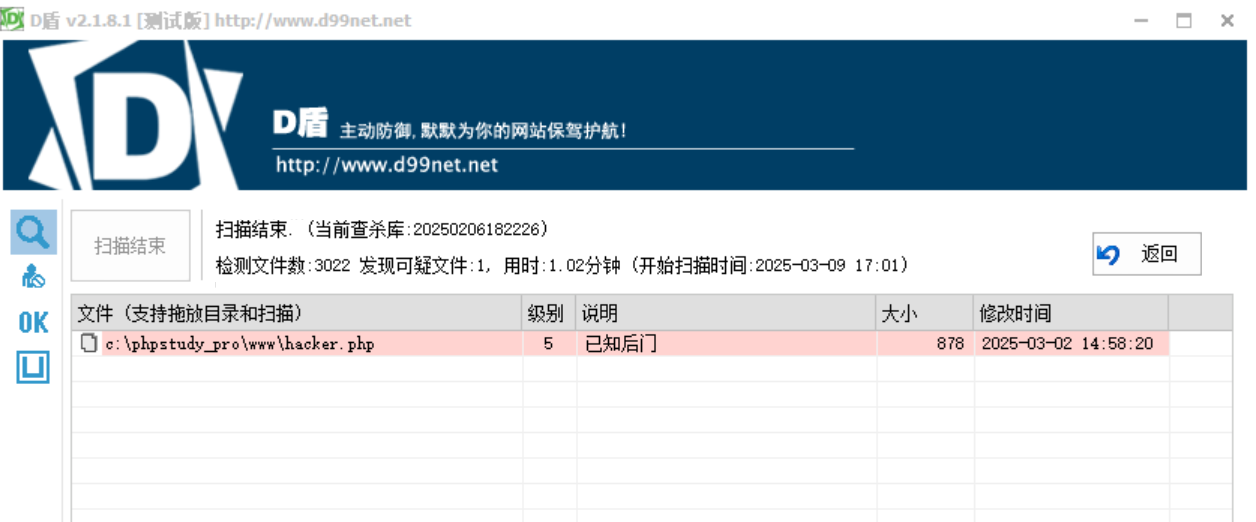 D盾 v2.1.8.1 [测试版] http://www.d99net.net
D盾 主动防御,默默为你的网站保驾护航!
http://www.d99net.net
扫描结束
扫描结束. (当前查杀库:20250206182226)
检测文件数:3022 发现可疑文件:1, 用时:1.02分钟 (开始扫描时间:2025-03-09 17:01)
返回
OK
文件 (支持拖放目录和扫描) 级别 说明 大小 修改时间
c:\phpstudy_pro\www\hacker.php 5 已知后门 878 2025-03-02 14:58:20